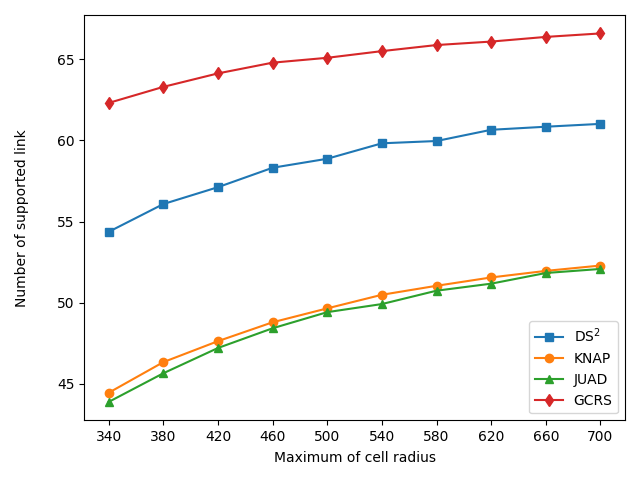 65
60
55
50
45
Number of supported link
340 380 420 460 500 540 580 620 660 700
Maximum of cell radius
DS²
KNAP
JUAD
GCRS